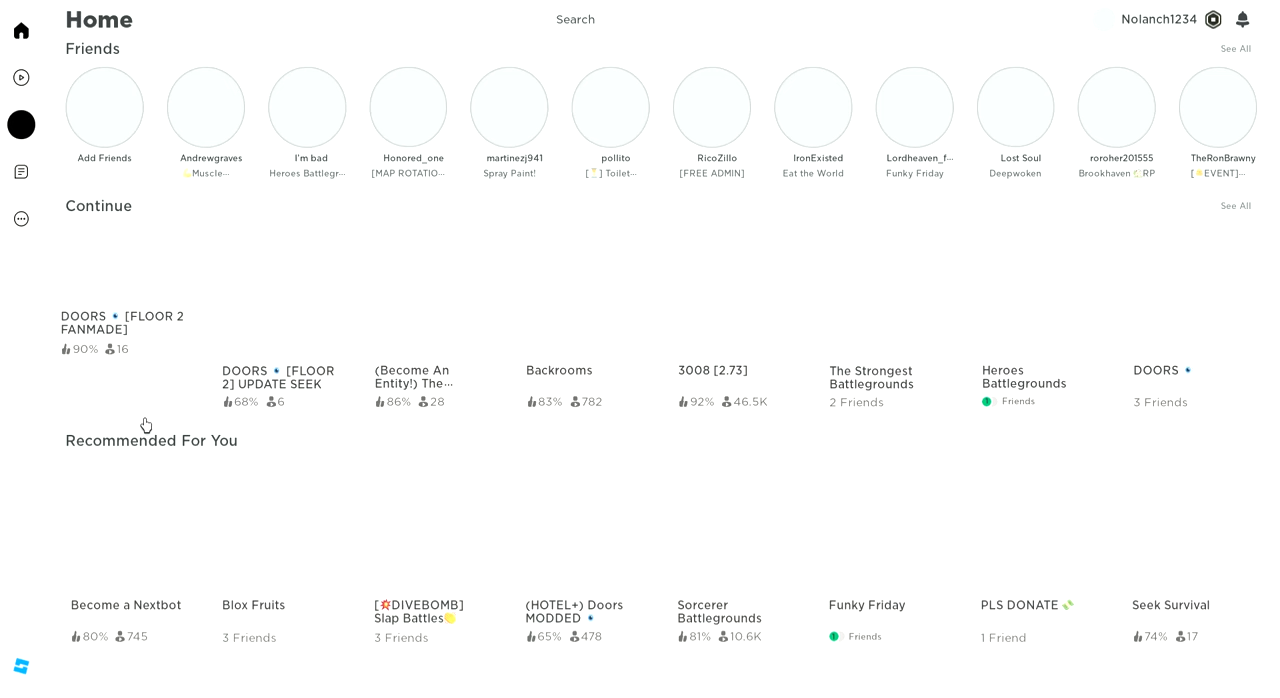 Home
Search
Nolanch1234
Friends
See All
Add Friends
Andrewgraves
I'm bad
Honored_one
martinezj941
pollito
RicoZillo
IronExisted
Lordheaven_f...
Lost Soul
roroher201555
TheRonBrawny
💪Muscle...
Heroes Battlegr...
[MAP ROTATIO...
Spray Paint!
[⏳] Toilet...
[FREE ADMIN]
Eat the World
Funky Friday
Deepwoken
Brookhaven 🏡RP
[🌟EVENT]...
Continue
See All
DOORS 👁️ [FLOOR 2
FANMADE]
90% 16
DOORS 👁️ [FLOOR
2] UPDATE SEEK
68% 6
(Become An
Entity!) The...
86% 28
Backrooms
83% 782
3008 [2.73]
92% 46.5K
The Strongest
Battlegrounds
2 Friends
Heroes
Battlegrounds
1 Friends
DOORS 👁️
3 Friends
Recommended For You
Become a Nextbot
80% 745
Blox Fruits
3 Friends
[💥DIVEBOMB]
Slap Battles👏
3 Friends
(HOTEL+) Doors
MODDED 👁️
65% 478
Sorcerer
Battlegrounds
81% 10.6K
Funky Friday
1 Friends
PLS DONATE 💸
1 Friend
Seek Survival
74% 17